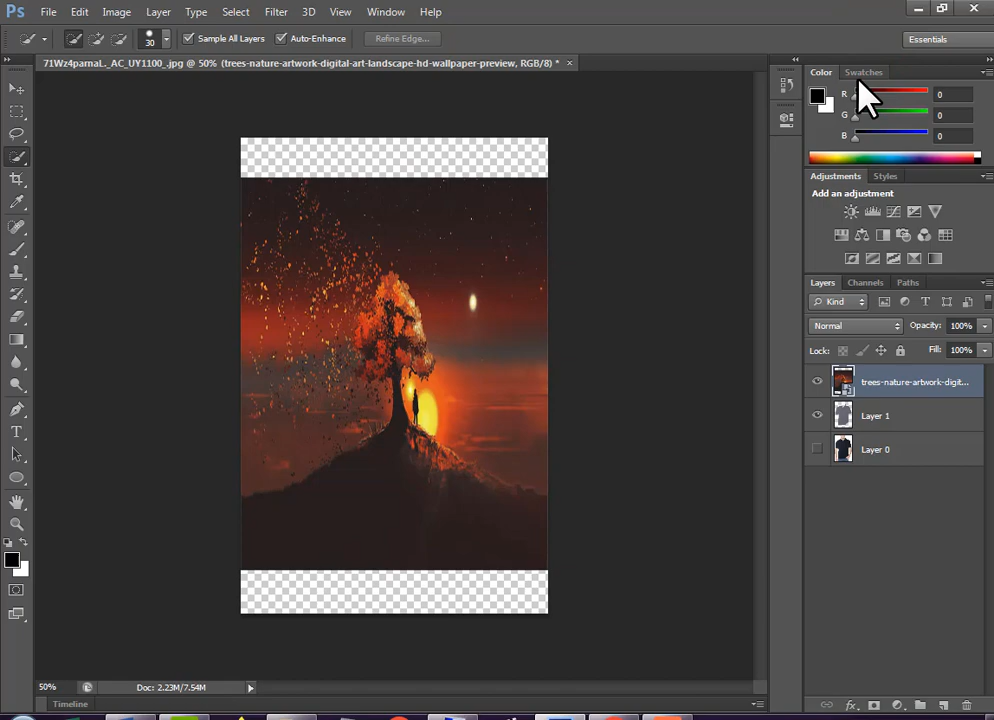 Ps File Edit Image Layer Type Select Filter 3D View Window Help
30 Sample All Layers Auto-Enhance Refine Edge... Essentials
71Wz4pamaL._AC_UY1100_.jpg @ 50% (trees-nature-artwork-digital-art-landscape-hd-wallpaper-preview, RGB/8) *
Color Swatches
R 0
G 0
B 0
Adjustments Styles
Add an adjustment
Layers Channels Paths
Kind
Normal Opacity: 100%
Lock: Fill: 100%
trees-nature-artwork-digit...
Layer 1
Layer 0
50% Doc: 2.23M/7.54M
Timeline